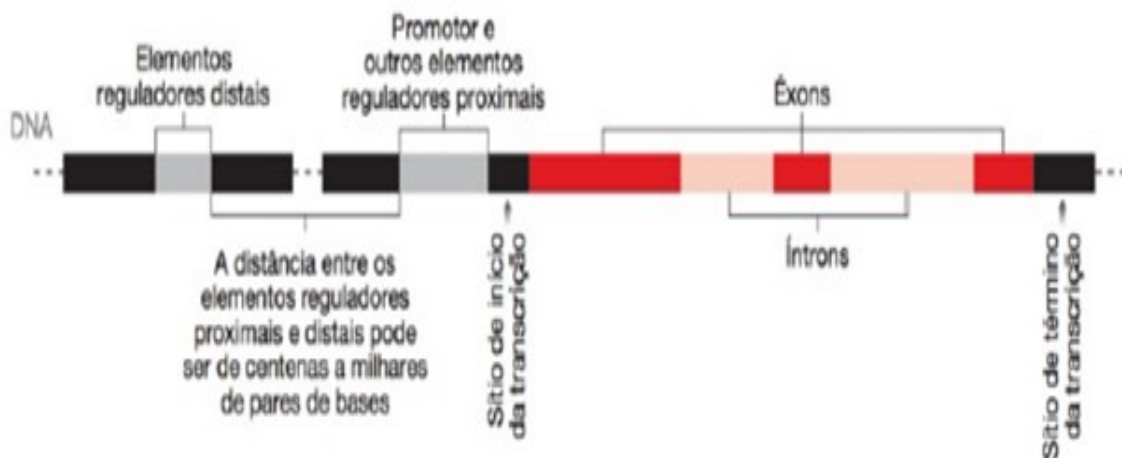 Elementos
reguladores distais
Promotor e
outros elementos
reguladores proximais
Éxons
DNA
A distância entre os
elementos reguladores
proximais e distais pode
ser de centenas a milhares
de pares de bases
Sítio de início
da transcrição
Íntrons
Sítio de término
da transcrição